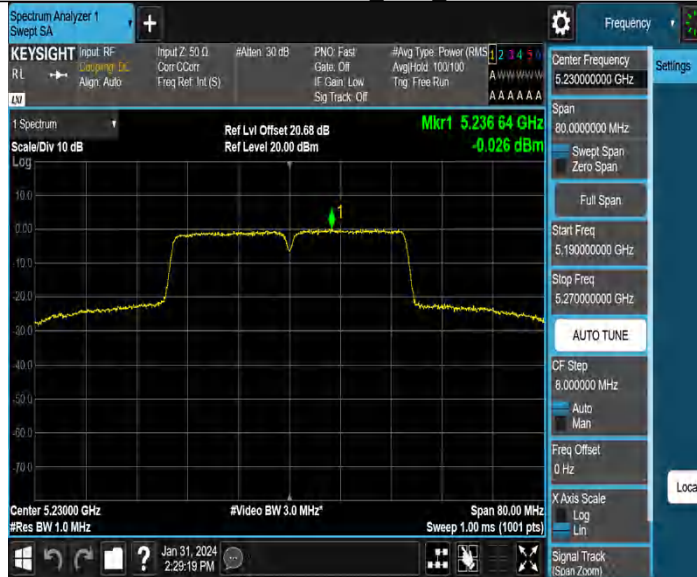 Spectrum Analyzer 1
Swept SA
+
Frequency
KEYSIGHT
RL
Input: RF
Coupling: DC
Align: Auto
Input Z: 50 Ω
Corr CCorr
Freq Ref: Int (S)
#Atten: 30 dB
PNO: Fast
Gate: Off
IF Gain: Low
Sig Track: Off
#Avg Type: Power (RMS
Avg|Hold: 100/100
Trig: Free Run
1 2 3 4 5 6
A W W W W W
A A A A A A
LXI
1 Spectrum
Scale/Div 10 dB
Ref Lvl Offset 20.68 dB
Ref Level 20.00 dBm
Mkr1 5.236 64 GHz
-0.026 dBm
Log
10.0
0.00
-10.0
-20.0
-30.0
-40.0
-50.0
-60.0
-70.0
1
Center 5.23000 GHz
#Res BW 1.0 MHz
#Video BW 3.0 MHz*
Span 80.00 MHz
Sweep 1.00 ms (1001 pts)
?
Jan 31, 2024
2:29:19 PM
Center Frequency
5.230000000 GHz
Span
80.0000000 MHz
Swept Span
Zero Span
Full Span
Start Freq
5.190000000 GHz
Stop Freq
5.270000000 GHz
AUTO TUNE
CF Step
8.000000 MHz
Auto
Man
Freq Offset
0 Hz
X Axis Scale
Log
Lin
Signal Track
(Span Zoom)
Settings
Loca